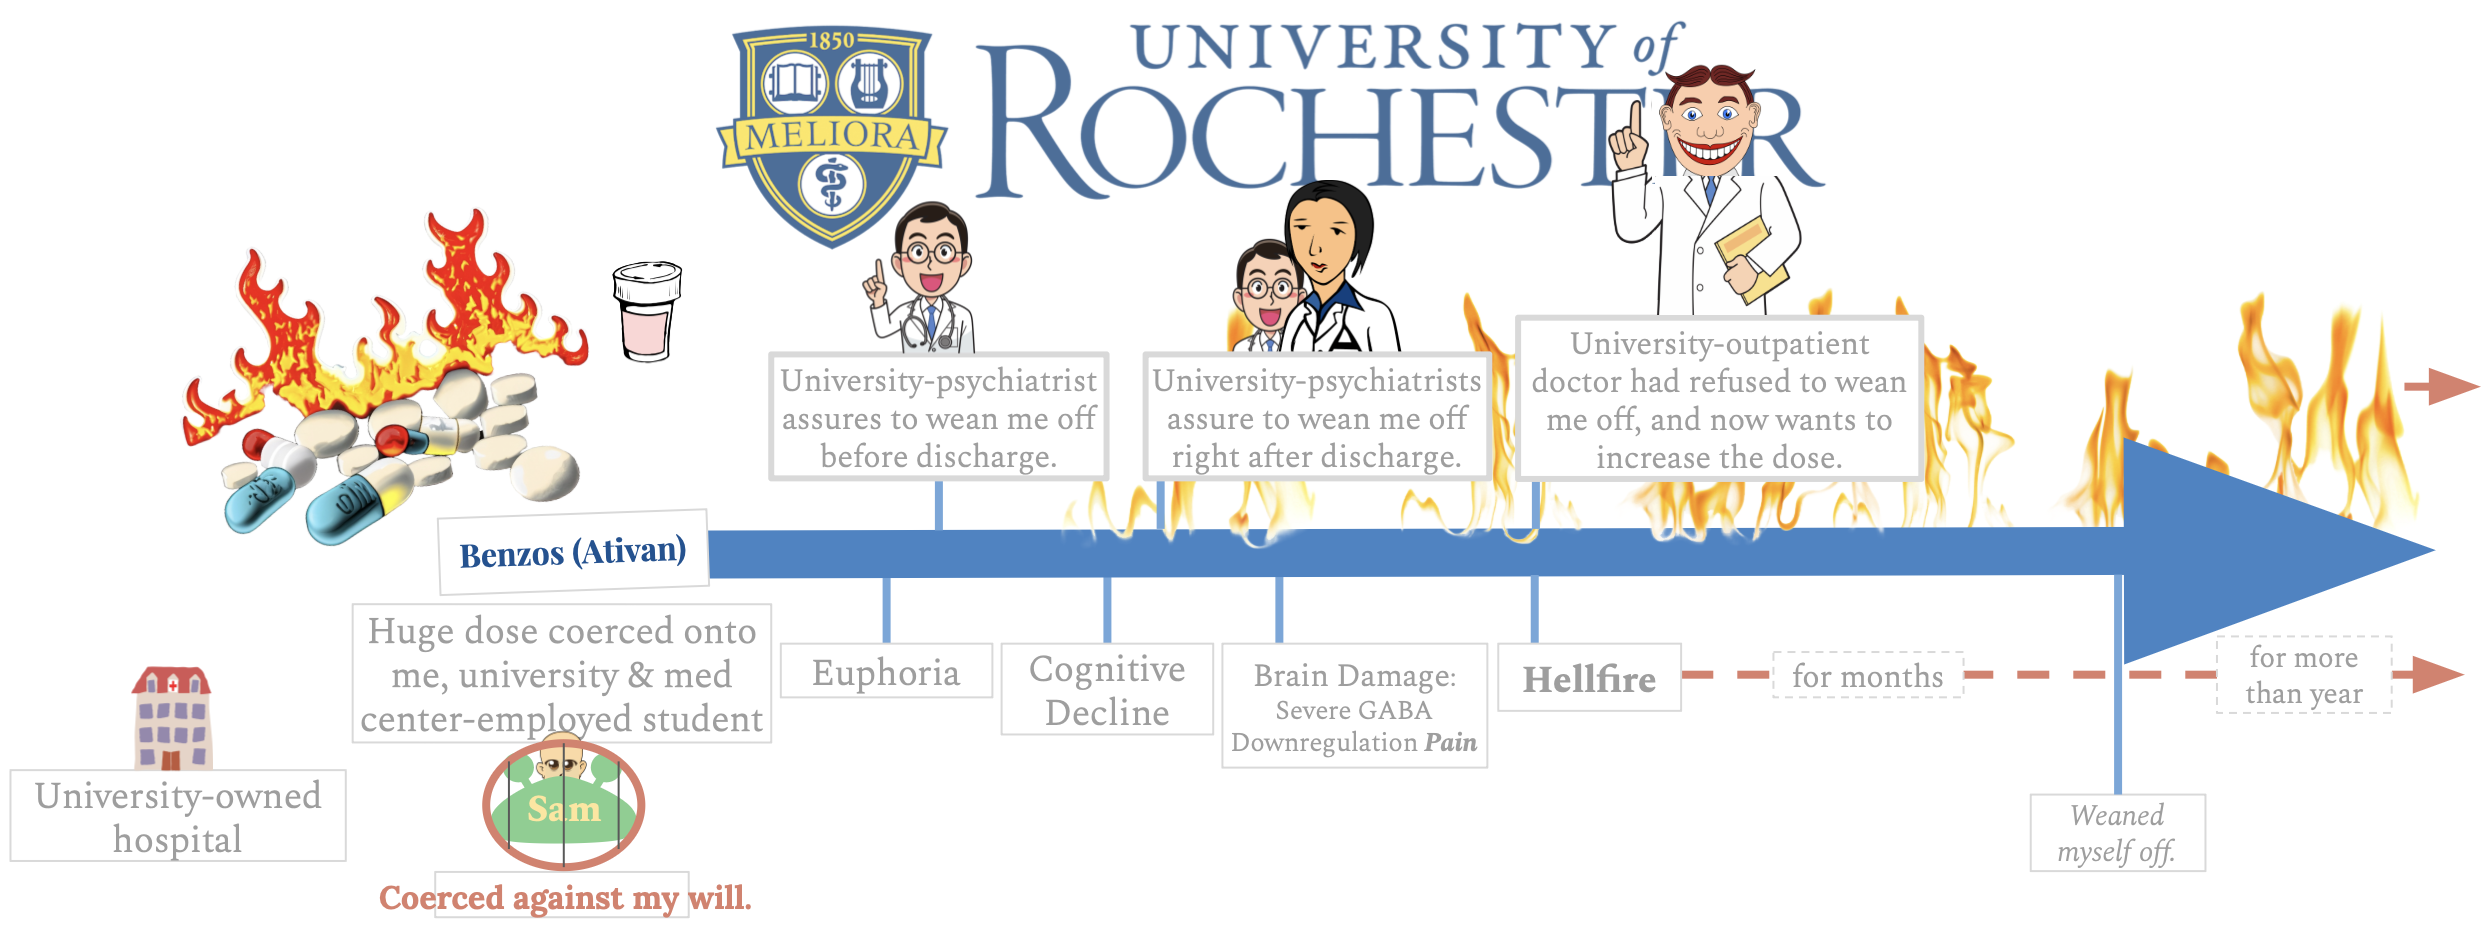 1850
MELIORA
UNIVERSITY of
ROCHESTER
University-psychiatrist
assures to wean me off
before discharge.
University-psychiatrists
assure to wean me off
right after discharge.
University-outpatient
doctor had refused to wean
me off, and now wants to
increase the dose.
Benzos (Ativan)
Huge dose coerced onto
me, university & med
center-employed student
Euphoria
Cognitive
Decline
Brain Damage:
Severe GABA
Downregulation Pain
Hellfire
for months
for more
than year
University-owned
hospital
Sam
Coerced against my will.
Weaned
myself off.